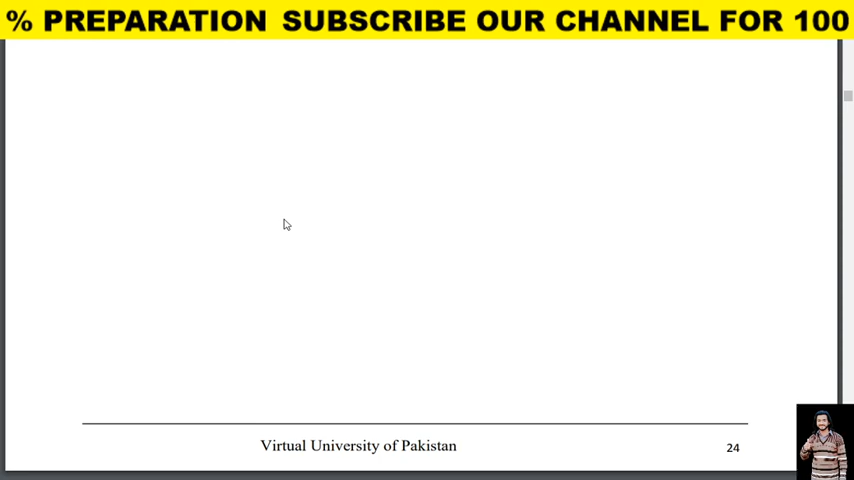 % PREPARATION SUBSCRIBE OUR CHANNEL FOR 100
Virtual University of Pakistan
24